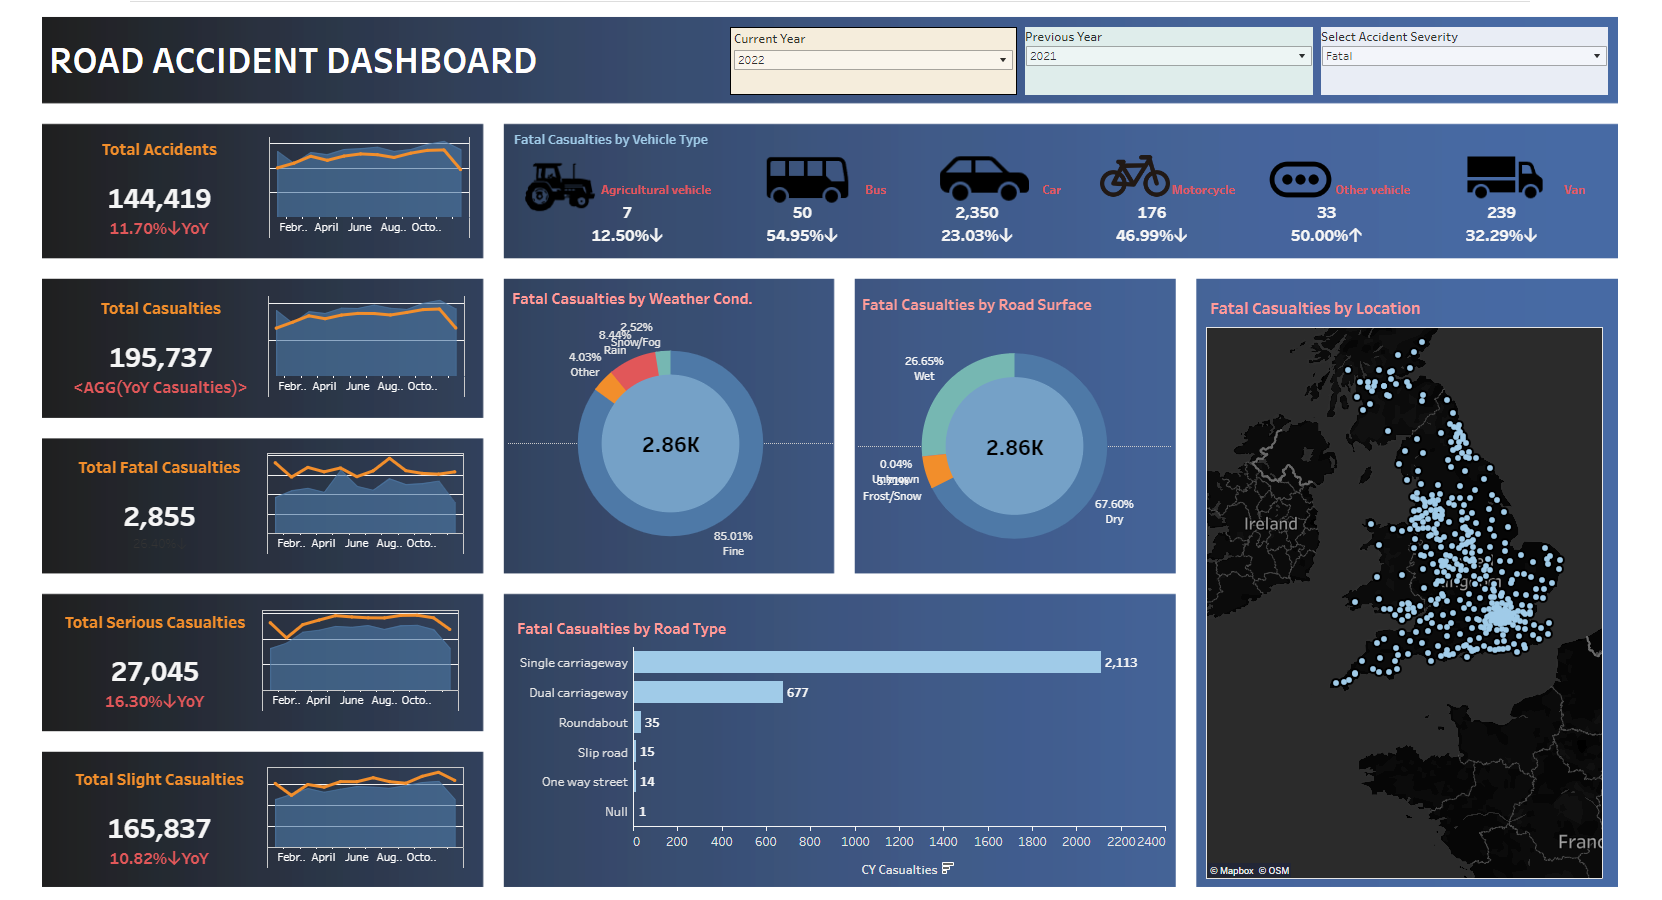 ROAD ACCIDENT DASHBOARD
Current Year
2022
Previous Year
2021
Select Accident Severity
Fatal
Total Accidents
144,419
11.70%↓YoY
Febr.. April June Aug.. Octo..
Fatal Casualties by Vehicle Type
Agricultural vehicle
7
12.50%↓
Bus
50
54.95%↓
Car
2,350
23.03%↓
Motorcycle
176
46.99%↓
Other vehicle
33
50.00%↑
Van
239
32.29%↓
Total Casualties
195,737
<AGG(YoY Casualties)>
Febr.. April June Aug.. Octo..
Total Fatal Casualties
2,855
Febr.. April June Aug.. Octo..
Total Serious Casualties
27,045
16.30%↓YoY
Febr.. April June Aug.. Octo..
Total Slight Casualties
165,837
10.82%↓YoY
Febr.. April June Aug.. Octo..
Fatal Casualties by Weather Cond.
2.52%
Snow/Fog
8.44%
Rain
4.03%
Other
2.86K
85.01%
Fine
Fatal Casualties by Road Surface
26.65%
Wet
0.04%
Unknown
Frost/Snow
2.86K
67.60%
Dry
Fatal Casualties by Location
Ireland
Franc
© Mapbox © OSM
Fatal Casualties by Road Type
Single carriageway 2,113
Dual carriageway 677
Roundabout 35
Slip road 15
One way street 14
Null 1
0 200 400 600 800 1000 1200 1400 1600 1800 2000 2200 2400
CY Casualties